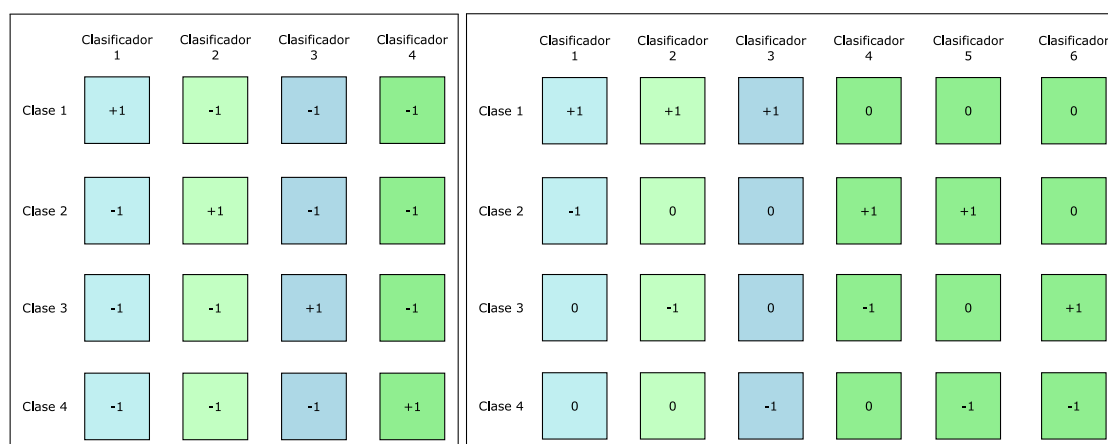 Clasificador 1 Clasificador 2 Clasificador 3 Clasificador 4
Clase 1 +1 -1 -1 -1
Clase 2 -1 +1 -1 -1
Clase 3 -1 -1 +1 -1
Clase 4 -1 -1 -1 +1
Clasificador 1 Clasificador 2 Clasificador 3 Clasificador 4 Clasificador 5 Clasificador 6
Clase 1 +1 +1 +1 0 0 0
Clase 2 -1 0 0 +1 +1 0
Clase 3 0 -1 0 -1 0 +1
Clase 4 0 0 -1 0 -1 -1